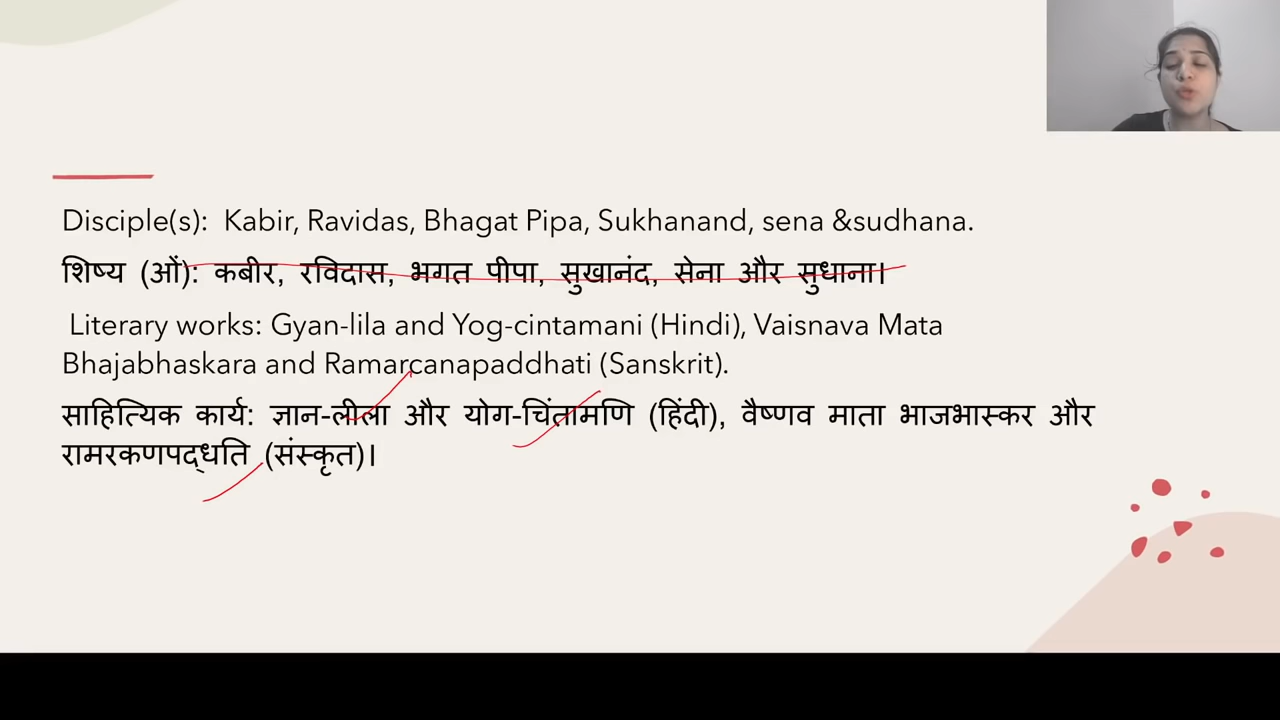 Disciple(s): Kabir, Ravidas, Bhagat Pipa, Sukhanand, sena &sudhana.
शिष्य (ओं): कबीर, रविदास, भगत पीपा, सुखानंद, सेना और सुधाना।
Literary works: Gyan-lila and Yog-cintamani (Hindi), Vaisnava Mata
Bhajabhaskara and Ramarcanapaddhati (Sanskrit).
साहित्यिक कार्य: ज्ञान-लीला और योग-चिंतामणि (हिंदी), वैष्णव माता भाजभास्कर और
रामरकणपद्धति (संस्कृत)।